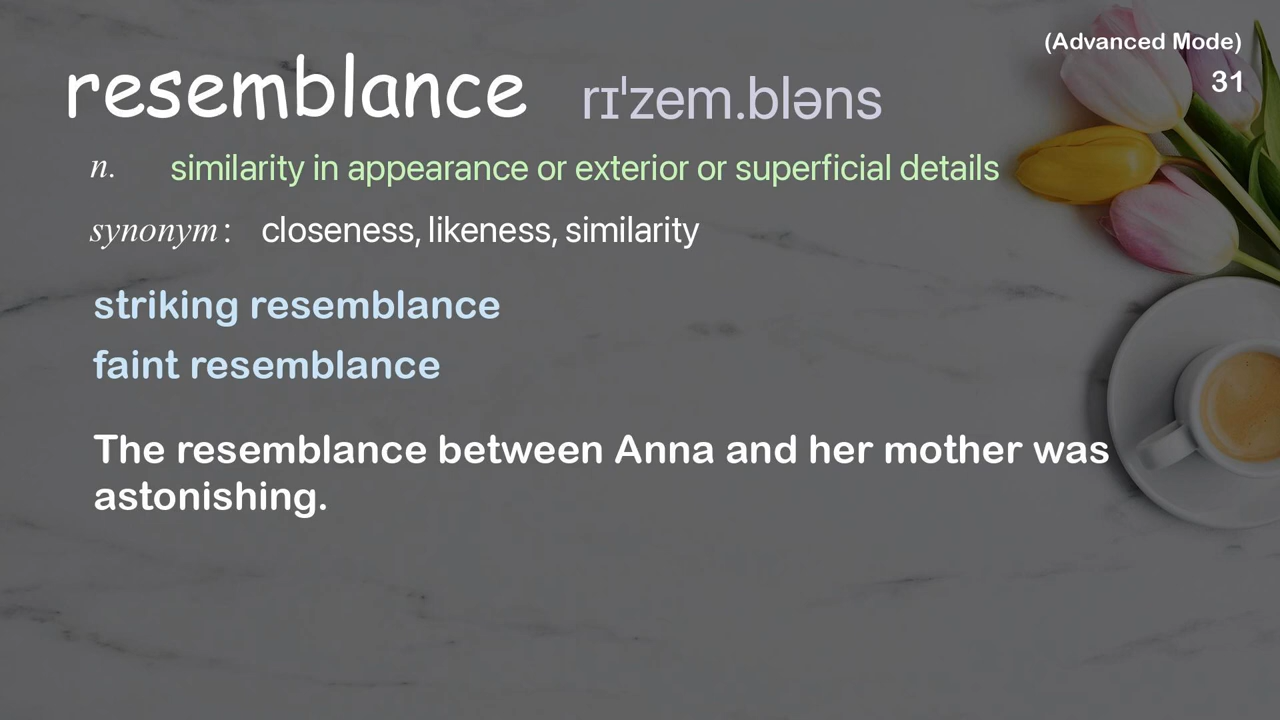 (Advanced Mode)
31
resemblance rɪˈzem.bləns
n. similarity in appearance or exterior or superficial details
synonym: closeness, likeness, similarity
striking resemblance
faint resemblance
The resemblance between Anna and her mother was
astonishing.